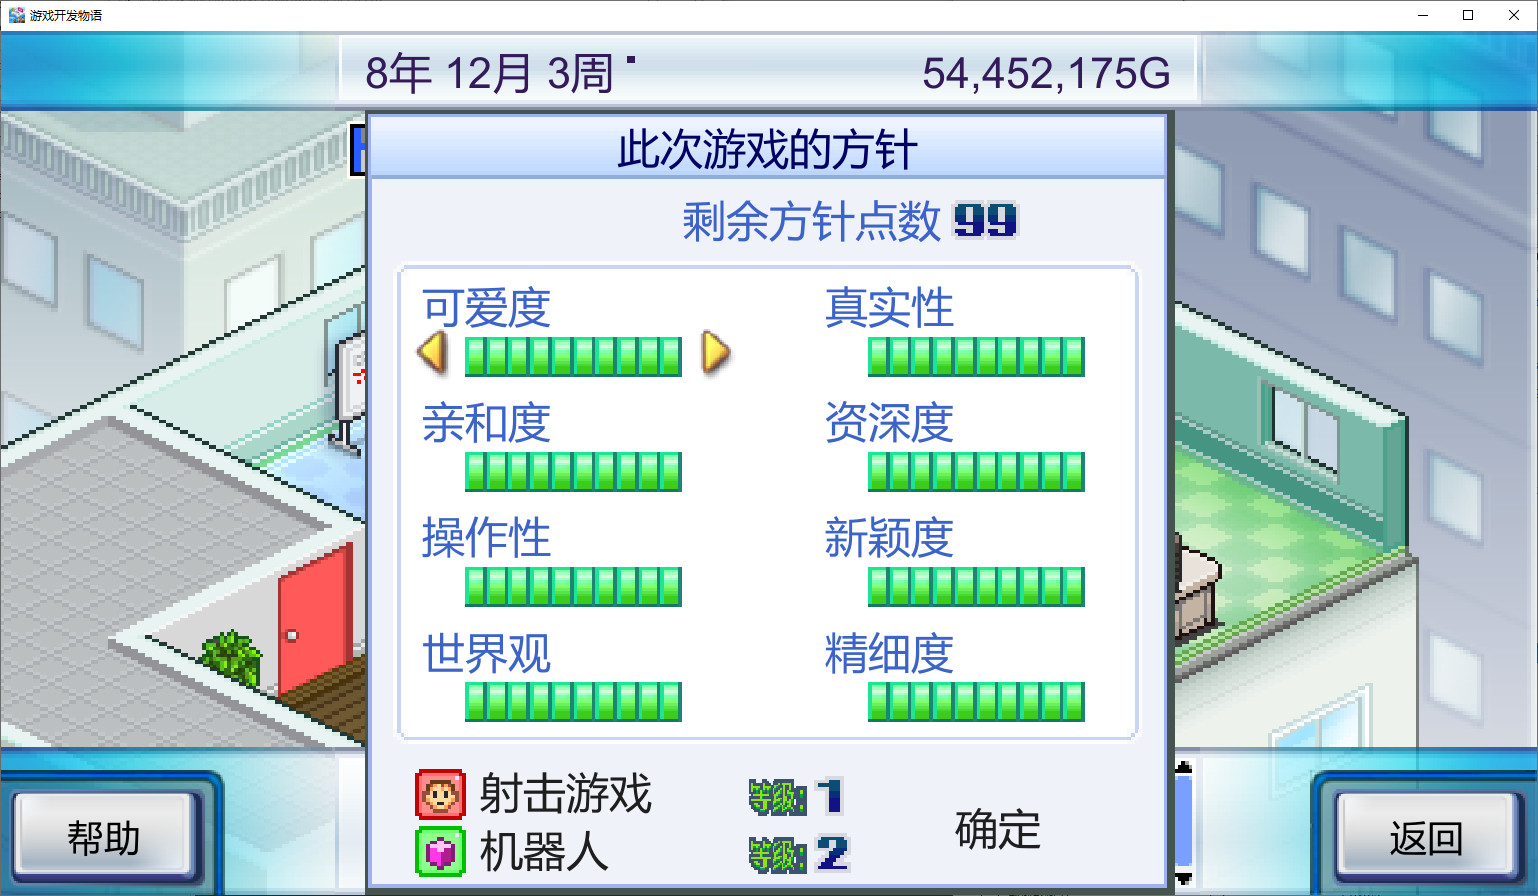 游戏开发物语
8年 12月 3周
54,452,175G
此次游戏的方针
剩余方针点数 99
可爱度
真实性
亲和度
资深度
操作性
新颖度
世界观
精细度
射击游戏 等级: 1
机器人 等级: 2
确定
帮助
返回